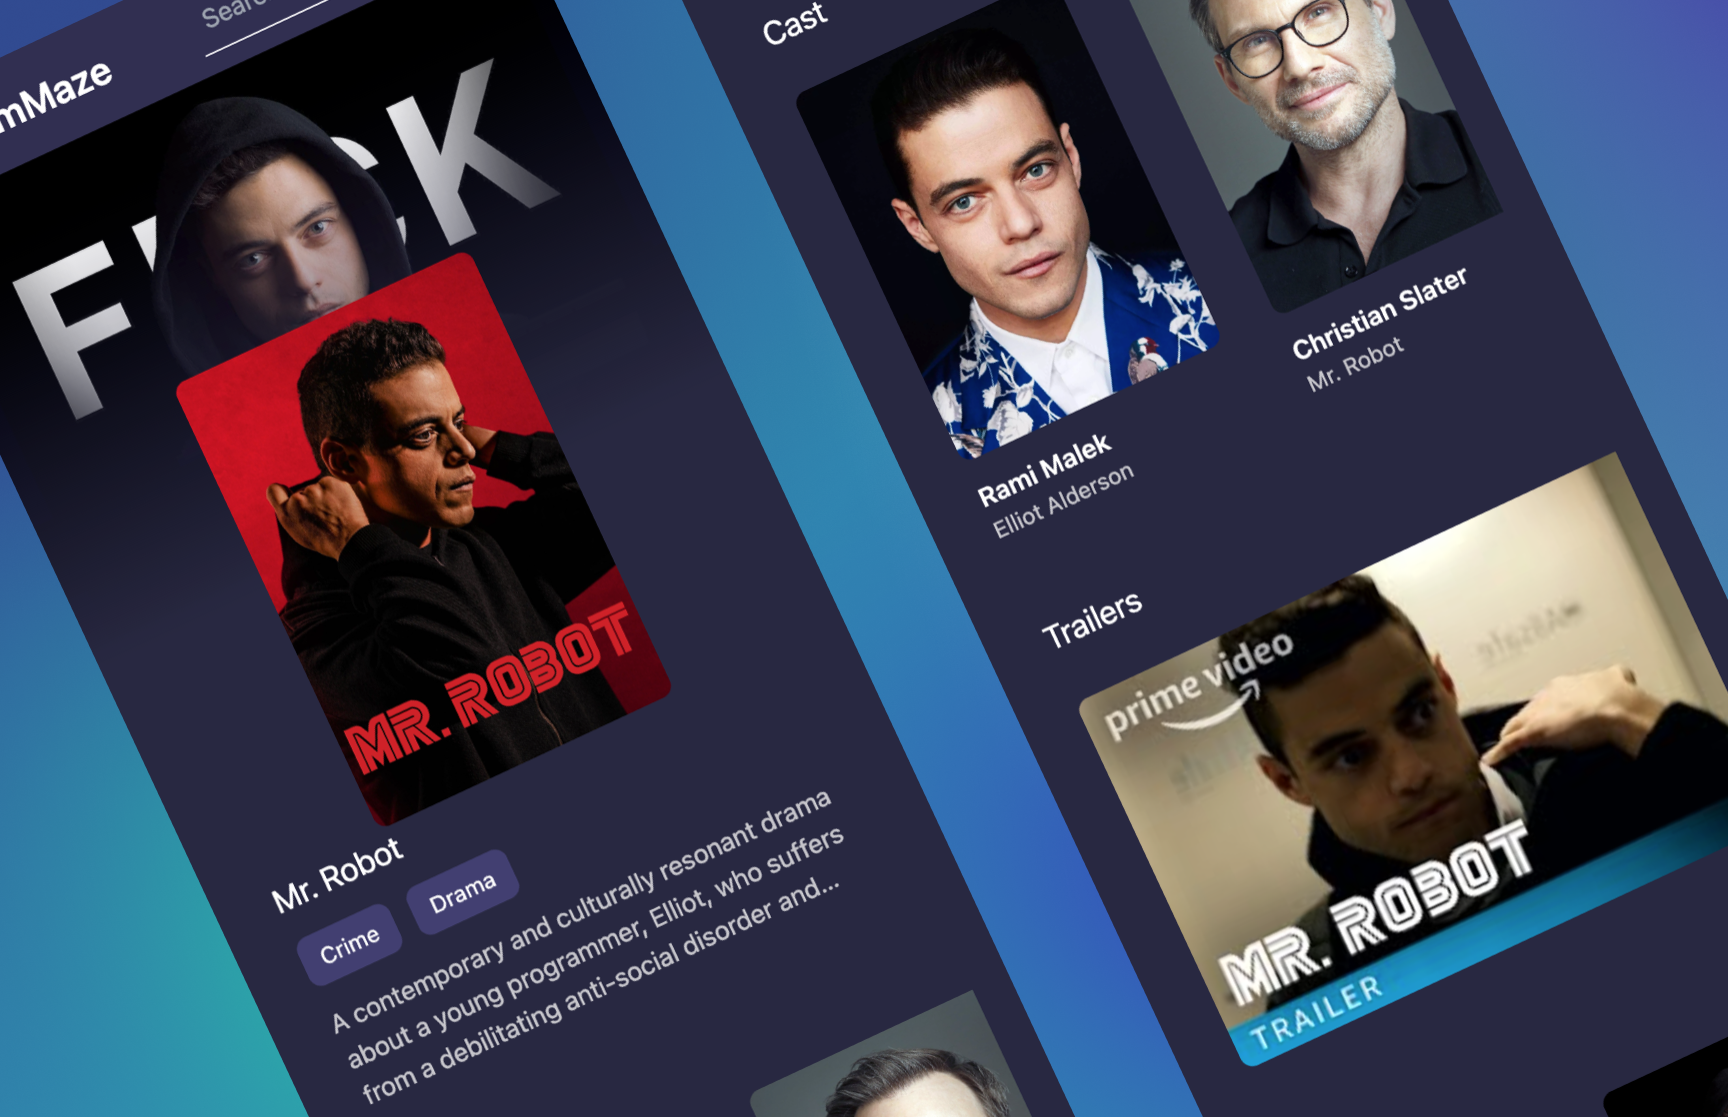 mMaze
Sear
F CK
MR. ROBOT
Mr. Robot
Crime
Drama
A contemporary and culturally resonant drama
about a young programmer, Elliot, who suffers
from a debilitating anti-social disorder and...
Cast
Rami Malek
Elliot Alderson
Christian Slater
Mr. Robot
Trailers
prime video
MR. ROBOT
TRAILER